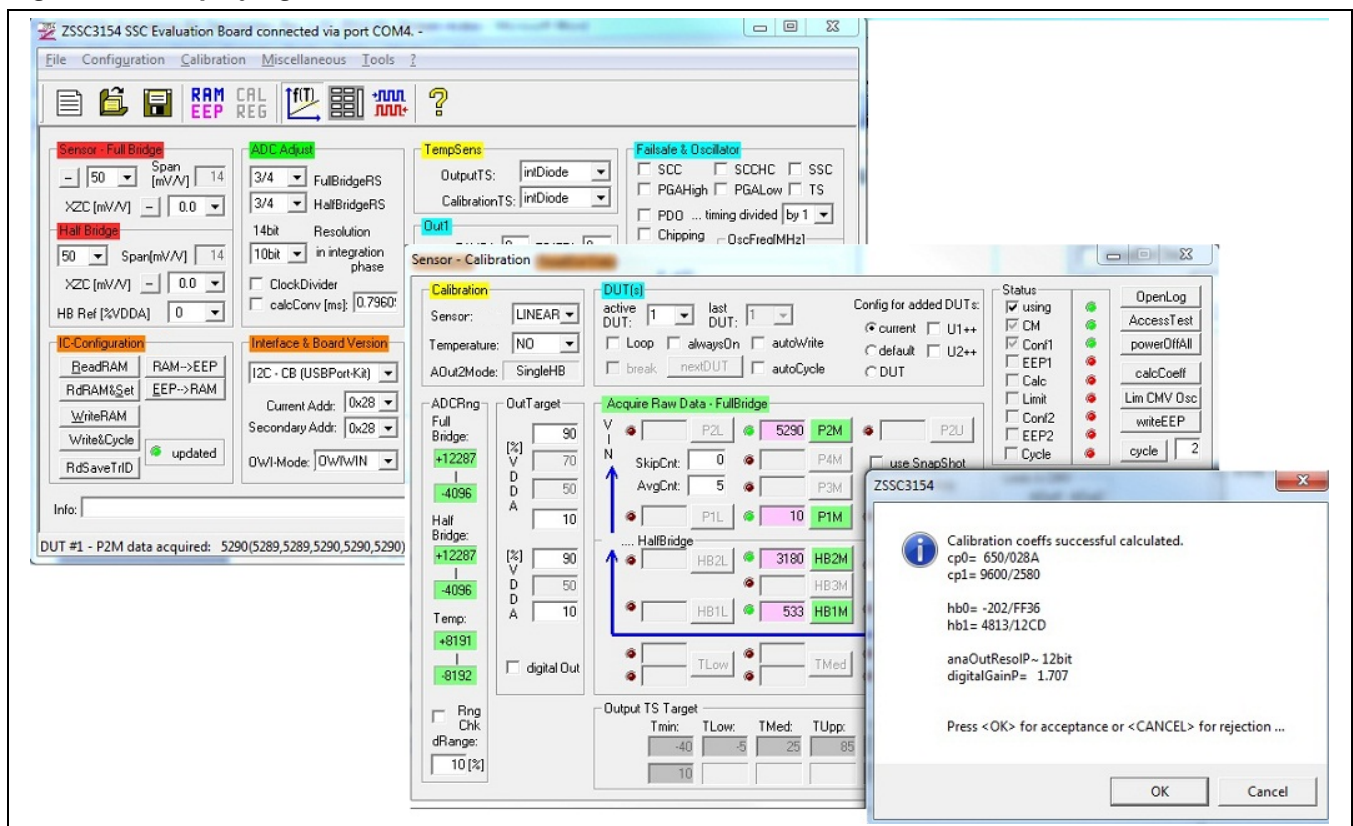 ZSSC3154 SSC Evaluation Board connected via port COM4. -
File Configuration Calibration Miscellaneous Tools ?
RAM EEP CAL REG f(T)
Sensor - Full Bridge
- 50 Span [mV/V] 14
XZC [mV/V] - 0.0
Half Bridge
50 Span[mV/V] 14
XZC [mV/V] - 0.0
HB Ref [%VDDA] 0
ADC Adjust
3/4 FullBridgeRS
3/4 HalfBridgeRS
14bit Resolution
10bit in integration phase
ClockDivider
calcConv [ms]: 0.7960
TempSens
OutputTS: intDiode
CalibrationTS: intDiode
Out1
Failsafe & Oscillator
SCC SCCHC SSC
PGAHigh PGALow TS
PDO ... timing divided by 1
Chipping OscFreq[MHz]
IC-Configuration
ReadRAM RAM-->EEP
RdRAM&Set EEP-->RAM
WriteRAM
Write&Cycle updated
RdSaveTrID
Interface & Board Version
I2C - CB (USBPort-Kit)
Current Addr: 0x28
Secondary Addr: 0x28
OWI-Mode: OWIWIN
Info:
DUT #1 - P2M data acquired: 5290(5289,5289,5290,5290,5290)
Sensor - Calibration
Calibration
Sensor: LINEAR
Temperature: NO
AOut2Mode: SingleHB
DUT(s)
active DUT: 1 last DUT: 1
Loop alwaysOn autoWrite
break nextDUT autoCycle
Config for added DUTs:
current U1++
default U2++
DUT
Status
using
CM
Conf1
EEP1
Calc
Limit
Conf2
EEP2
Cycle
OpenLog
AccessTest
powerOffAll
calcCoeff
Lim CMV Osc
writeEEP
cycle 2
ADCRng
Full Bridge:
+12287
|
-4096
Half Bridge:
+12287
|
-4096
Temp:
+8191
|
-8192
Rng Chk
dRange:
10 [%]
OutTarget
[%] VDDA
90
70
50
10
[%] VDDA
90
50
10
digital Out
Acquire Raw Data - FullBridge
VIN
P2L 5290 P2M P2U
SkipCnt: 0 P4M use SnapShot
AvgCnt: 5 P3M
P1L 10 P1M
.... HalfBridge
HB2L 3180 HB2M
HB3M
HB1L 533 HB1M
TLow TMed
Output TS Target
Tmin: TLow: TMed: TUpp:
-40 -5 25 85
10
ZSSC3154
Calibration coeffs successful calculated.
cp0= 650/028A
cp1= 9600/2580
hb0= -202/FF36
hb1= 4813/12CD
anaOutResolP~ 12bit
digitalGainP= 1.707
Press <OK> for acceptance or <CANCEL> for rejection ...
OK Cancel